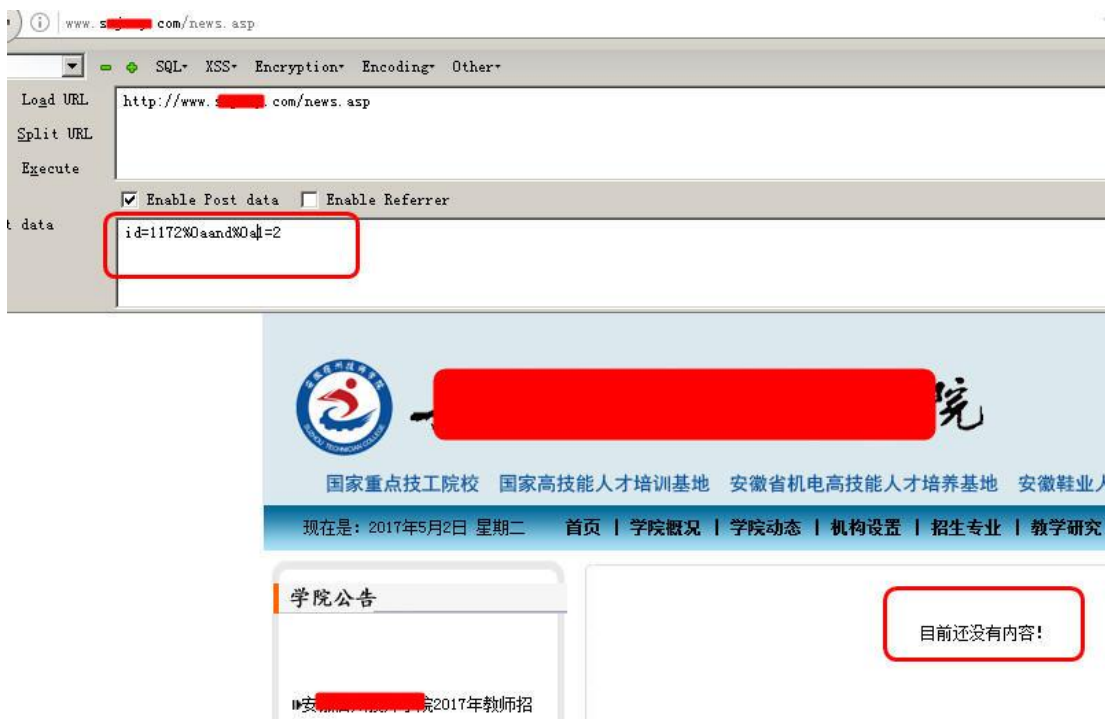 www.s com/news.asp
SQL▾ XSS▾ Encryption▾ Encoding▾ Other▾
Load URL
http://www. .com/news.asp
Split URL
Execute
Enable Post data Enable Referrer
t data
id=1172%0aand%0a1=2
SUZHOU TECHNICIAN COLLEGE
院
国家重点技工院校 国家高技能人才培训基地 安徽省机电高技能人才培养基地 安徽鞋业人
现在是：2017年5月2日 星期二 首页 | 学院概况 | 学院动态 | 机构设置 | 招生专业 | 教学研究
学院公告
目前还没有内容!
安 院2017年教师招